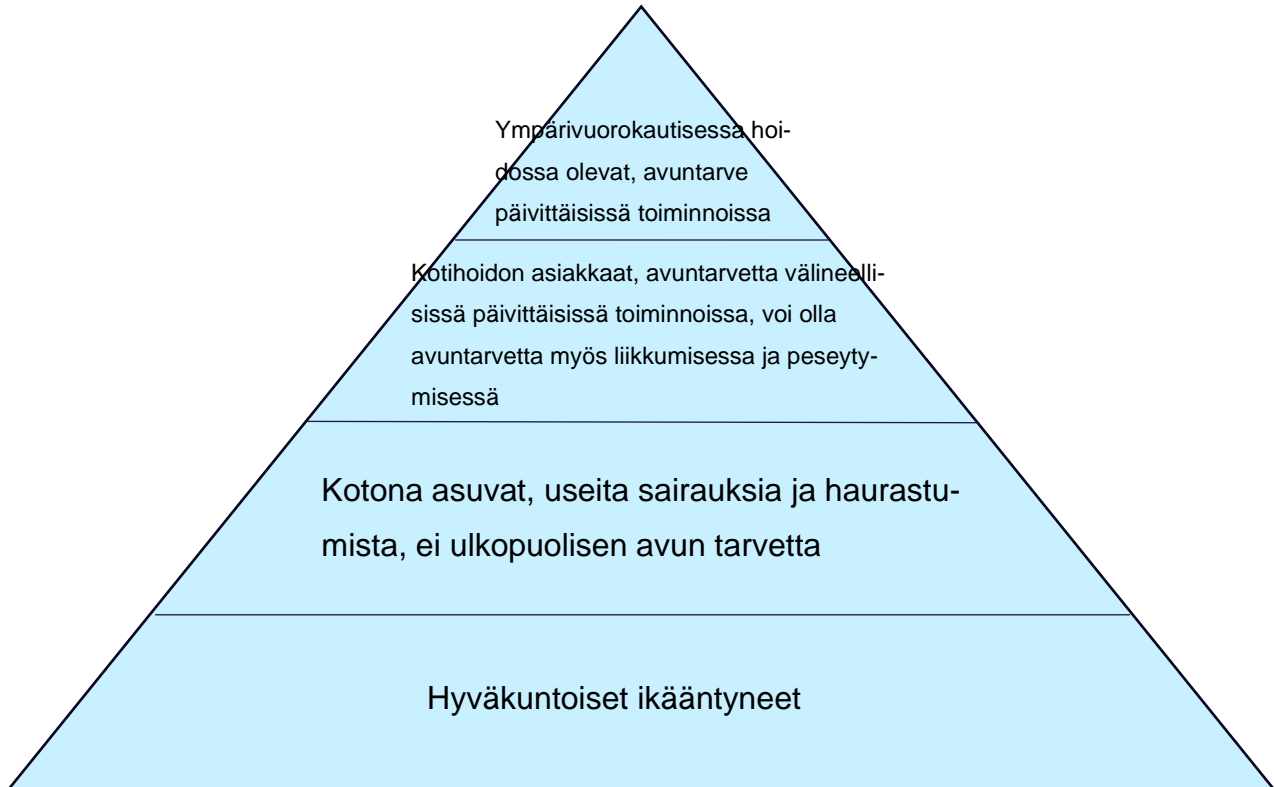 Ympärivuorokautisessa hoi-
dossa olevat, avuntarve
päivittäisissä toiminnoissa
Kotihoidon asiakkaat, avuntarvetta välineelli-
sissä päivittäisissä toiminnoissa, voi olla
avuntarvetta myös liikkumisessa ja peseyty-
misessä
Kotona asuvat, useita sairauksia ja haurastu-
mista, ei ulkopuolisen avun tarvetta
Hyväkuntoiset ikääntyneet